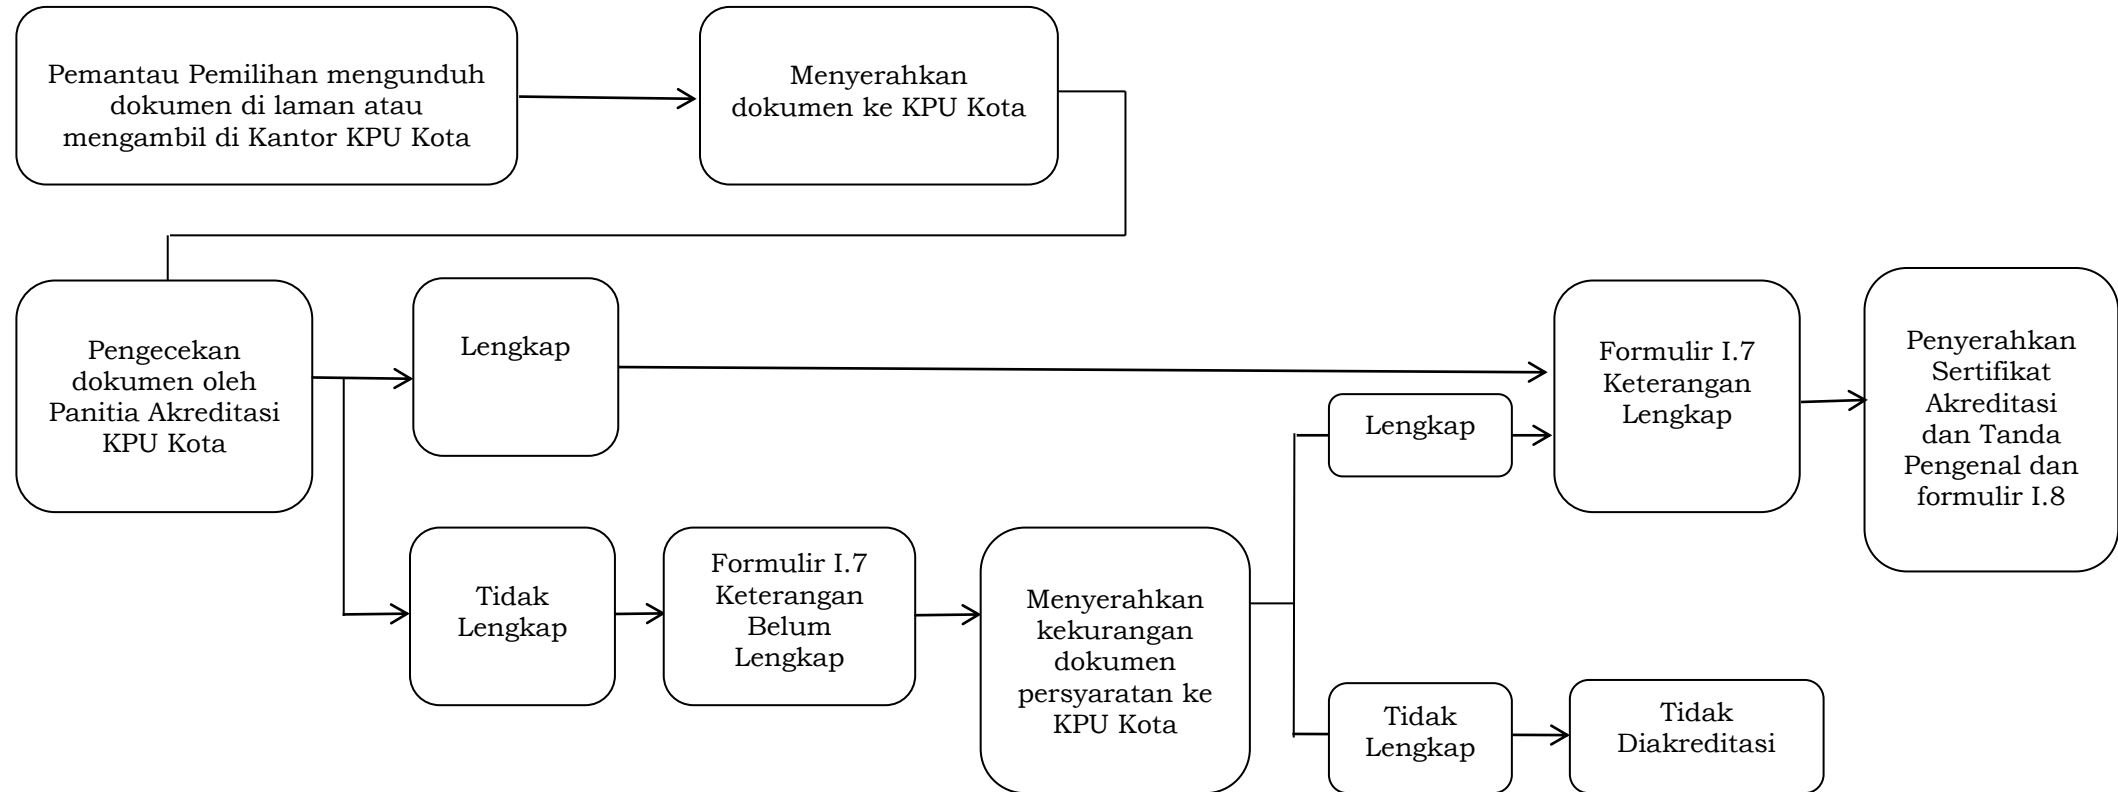 Pemantau Pemilihan mengunduh
dokumen di laman atau
mengambil di Kantor KPU Kota
Menyerahkan
dokumen ke KPU Kota
Pengecekan
dokumen oleh
Panitia Akreditasi
KPU Kota
Lengkap
Tidak
Lengkap
Formulir I.7
Keterangan
Belum
Lengkap
Menyerahkan
kekurangan
dokumen
persyaratan ke
KPU Kota
Lengkap
Tidak
Lengkap
Tidak
Diakreditasi
Formulir I.7
Keterangan
Lengkap
Penyerahkan
Sertifikat
Akreditasi
dan Tanda
Pengenal dan
formulir I.8